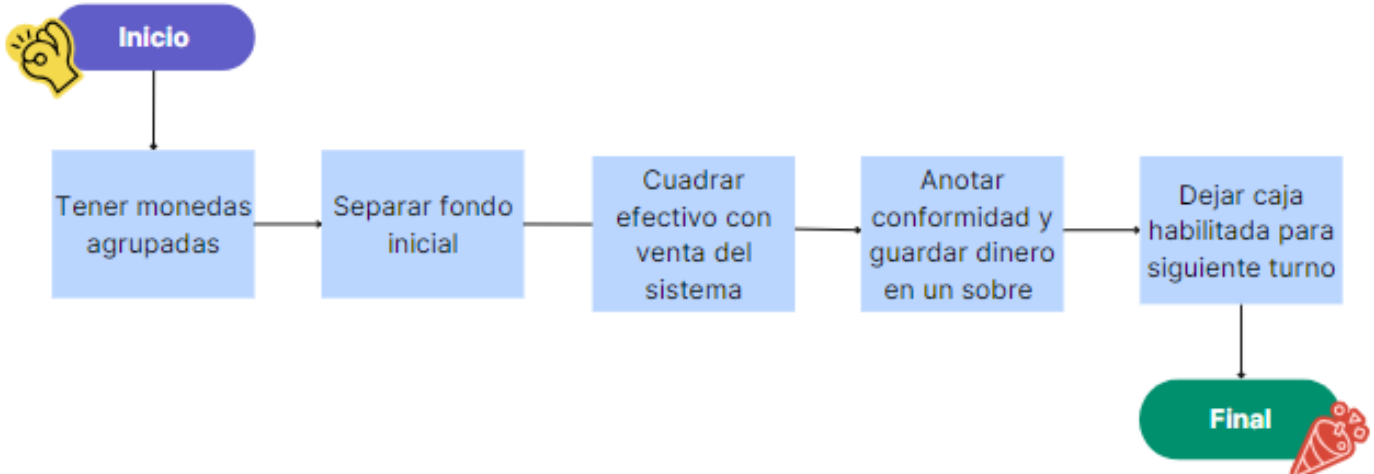 Inicio
Tener monedas
agrupadas
Separar fondo
inicial
Cuadrar
efectivo con
venta del
sistema
Anotar
conformidad y
guardar dinero
en un sobre
Dejar caja
habilitada para
siguiente turno
Final